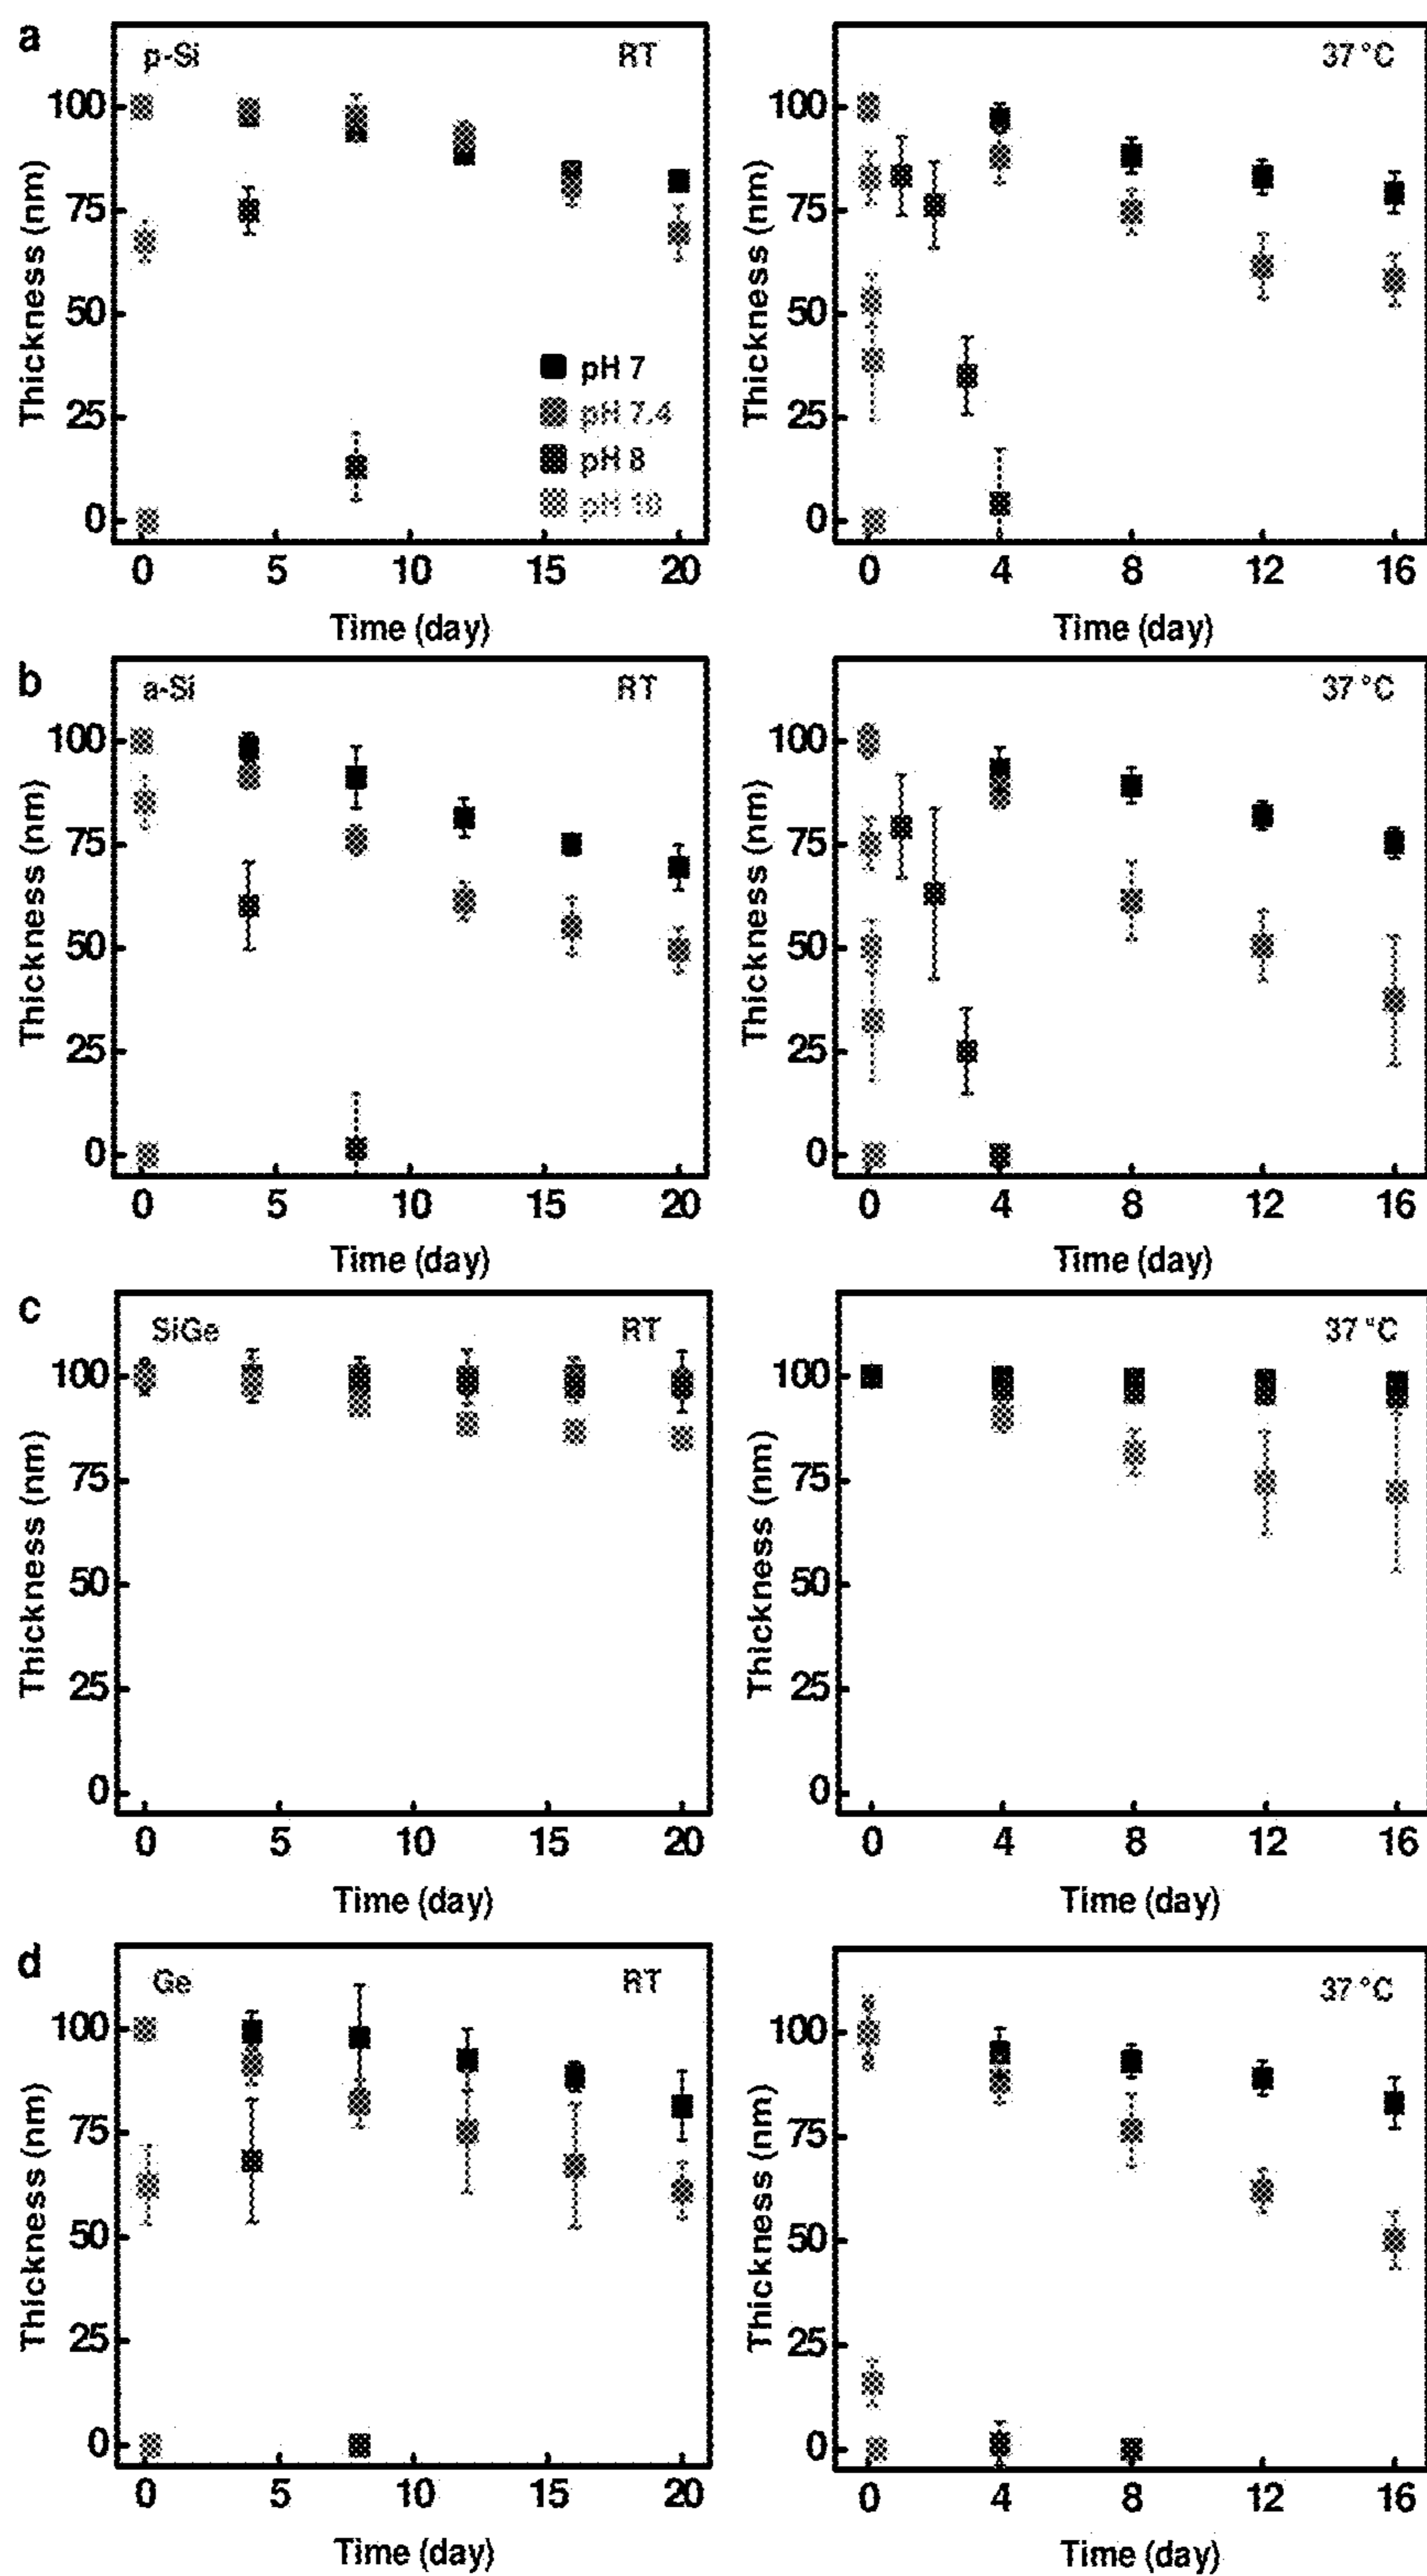 a
p-Si
RT
Thickness (nm)
100
75
50
25
0
pH 7
pH 7.4
pH 8
pH 10
0 5 10 15 20
Time (day)
37 °C
Thickness (nm)
100
75
50
25
0
0 4 8 12 16
Time (day)
b
a-Si
RT
Thickness (nm)
100
75
50
25
0
0 5 10 15 20
Time (day)
37 °C
Thickness (nm)
100
75
50
25
0
0 4 8 12 16
Time (day)
c
SiGe
RT
Thickness (nm)
100
75
50
25
0
0 5 10 15 20
Time (day)
37 °C
Thickness (nm)
100
75
50
25
0
0 4 8 12 16
Time (day)
d
Ge
RT
Thickness (nm)
100
75
50
25
0
0 5 10 15 20
Time (day)
37 °C
Thickness (nm)
100
75
50
25
0
0 4 8 12 16
Time (day)